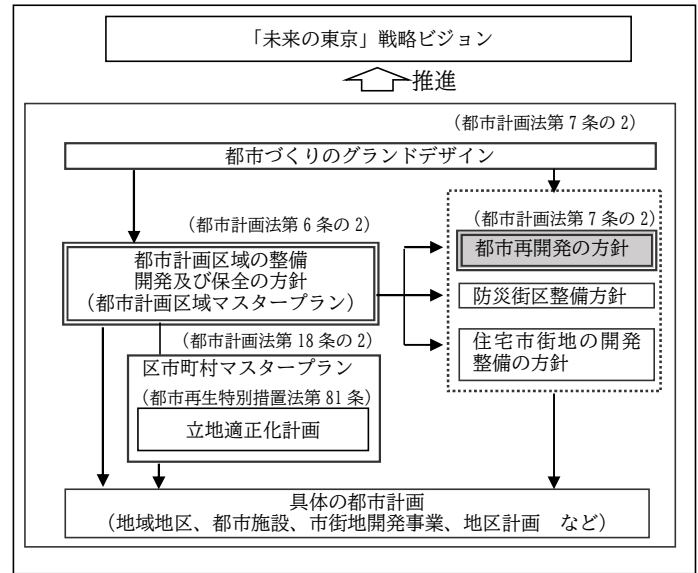 「未来の東京」戦略ビジョン
推進
（都市計画法第７条の２）
都市づくりのグランドデザイン
（都市計画法第６条の２）
都市計画区域の整備
開発及び保全の方針
（都市計画区域マスタープラン）
（都市計画法第７条の２）
都市再開発の方針
防災街区整備方針
住宅市街地の開発
整備の方針
（都市計画法第18条の２）
区市町村マスタープラン
（都市再生特別措置法第81条）
立地適正化計画
具体の都市計画
（地域地区、都市施設、市街地開発事業、地区計画　など）